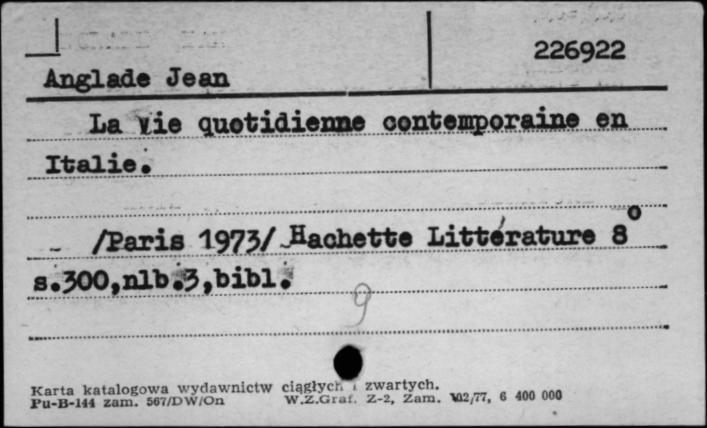 226922
Anglade Jean
La vie quotidienne contemporaine en
Italie.
- /Paris 1973/ Hachette Littérature 8°
s.300,nlb.3,bibl.
9
Karta katalogowa wydawnictw ciągłych i zwartych.
Pu-B-144 zam. 567/DW/On W.Z.Graf. Z-2, Zam. 102/77, 6 400 000